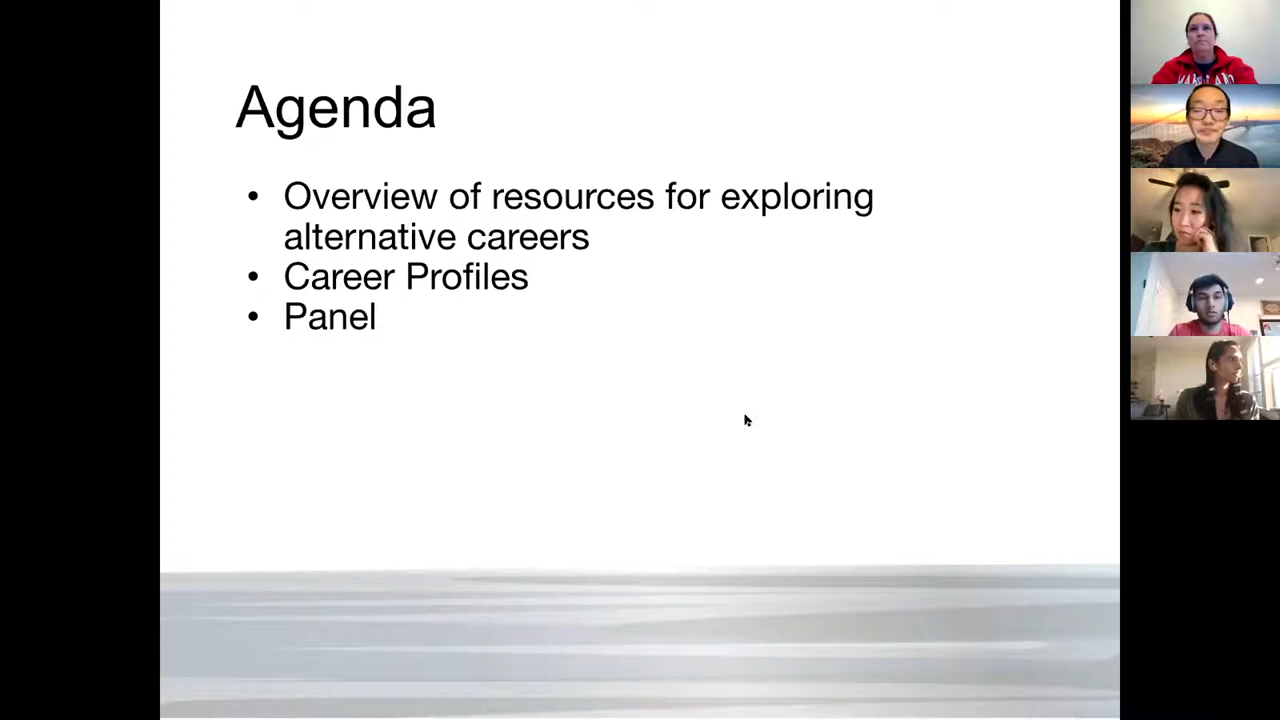 Agenda
• Overview of resources for exploring
alternative careers
• Career Profiles
• Panel